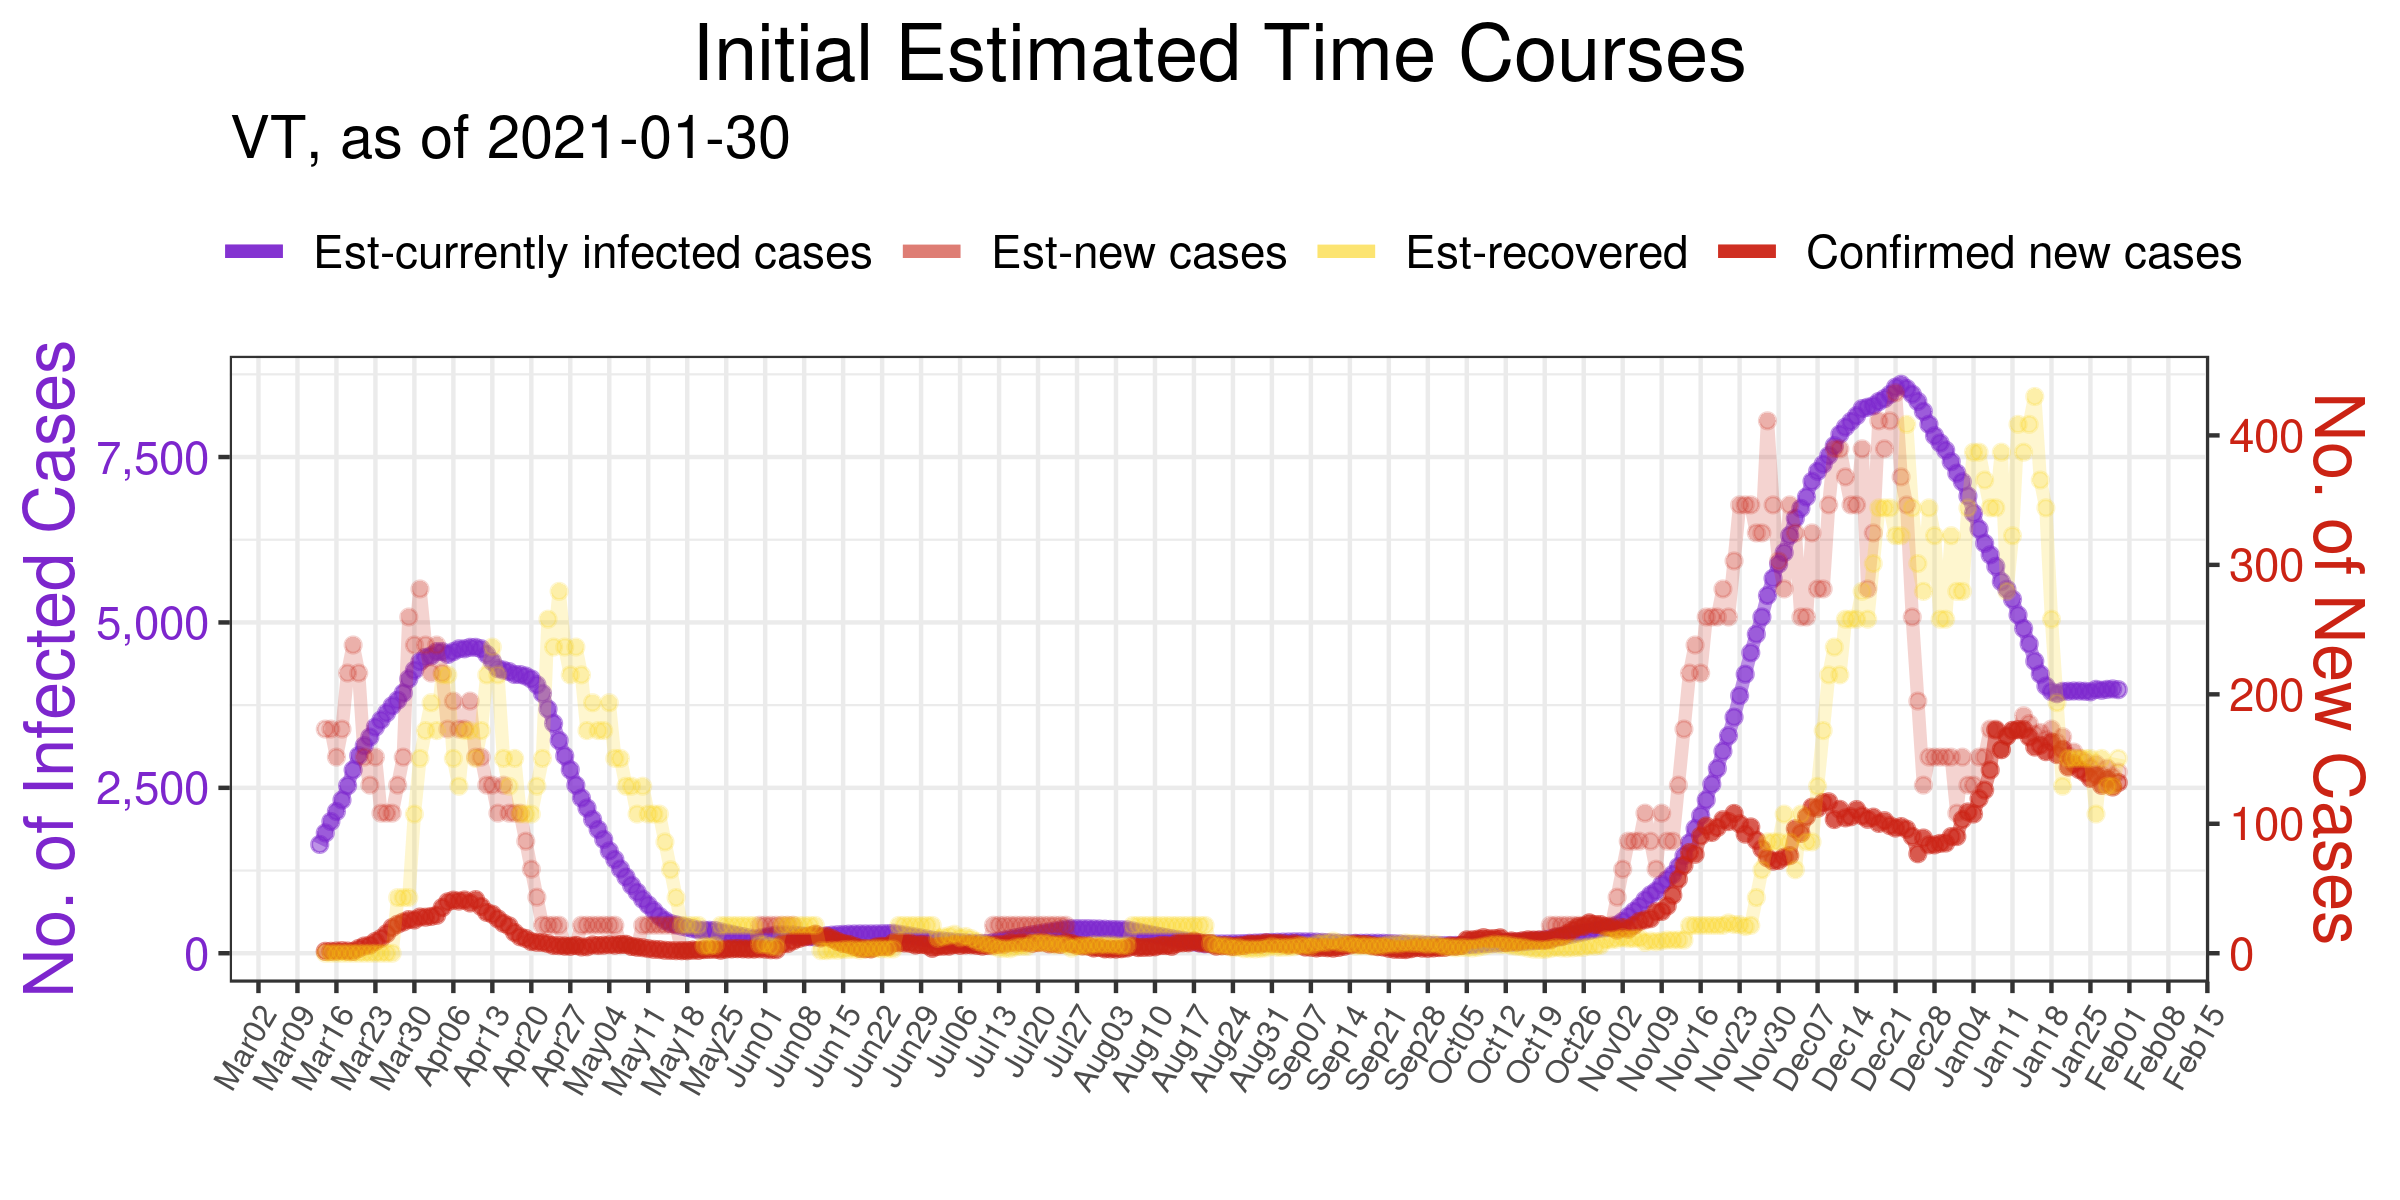 Initial Estimated Time Courses
VT, as of 2021-01-30
Est-currently infected cases Est-new cases Est-recovered Confirmed new cases
No. of Infected Cases
7,500
5,000
2,500
0
400
300
200
100
0
No. of New Cases
Mar02 Mar09 Mar16 Mar23 Mar30 Apr06 Apr13 Apr20 Apr27 May04 May11 May18 May25 Jun01 Jun08 Jun15 Jun22 Jun29 Jul06 Jul13 Jul20 Jul27 Aug03 Aug10 Aug17 Aug24 Aug31 Sep07 Sep14 Sep21 Sep28 Oct05 Oct12 Oct19 Oct26 Nov02 Nov09 Nov16 Nov23 Nov30 Dec07 Dec14 Dec21 Dec28 Jan04 Jan11 Jan18 Jan25 Feb01 Feb08 Feb15